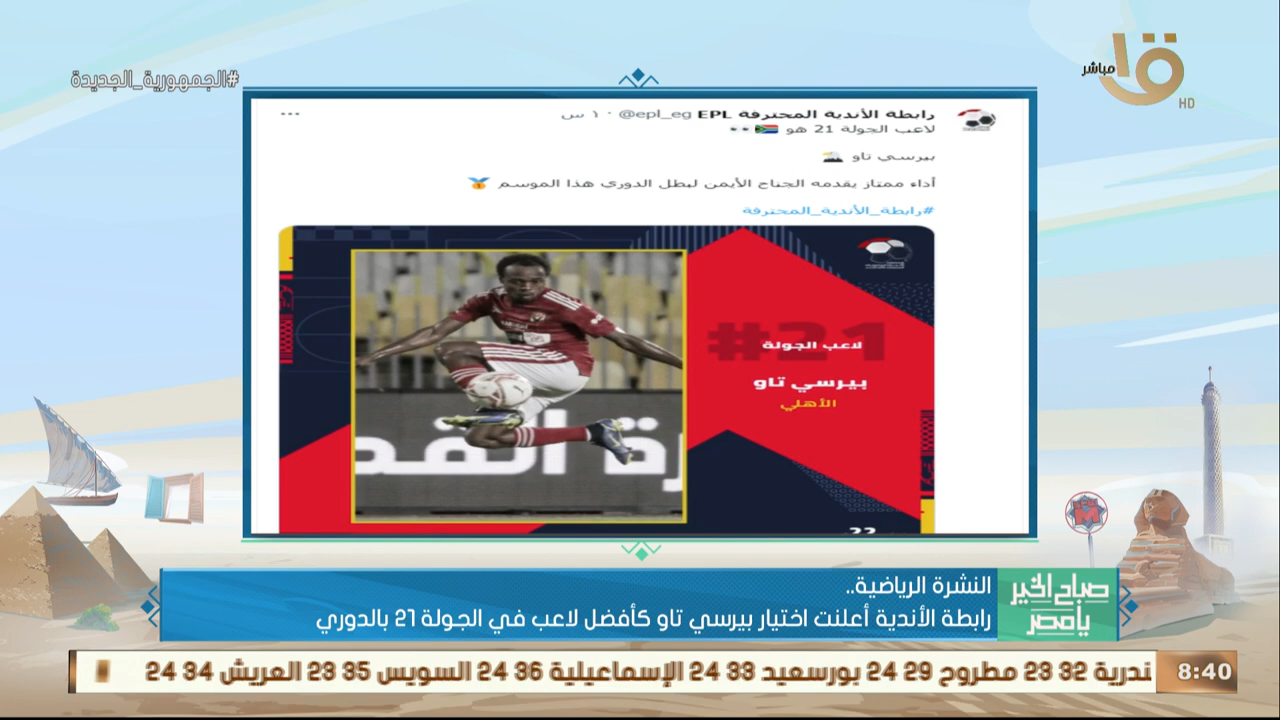 #الجمهورية_الجديدة
مباشر
HD
رابطة الأندية المحترفة EPL @epl_eg · ١ س
لاعب الجولة 21 هو 🇿🇦 👀
بيرسي تاو
أداء ممتاز يقدمه الجناح الأيمن لبطل الدوري هذا الموسم 🥇
#رابطة_الأندية_المحترفة
#21
لاعب الجولة
بيرسي تاو
الأهلي
22
النشرة الرياضية..
رابطة الأندية أعلنت اختيار بيرسي تاو كأفضل لاعب في الجولة 21 بالدوري
صباح الخير
يا مصر
ندرية 32 23 مطروح 29 24 بورسعيد 33 24 الإسماعيلية 36 24 السويس 35 23 العريش 34 24
8:40